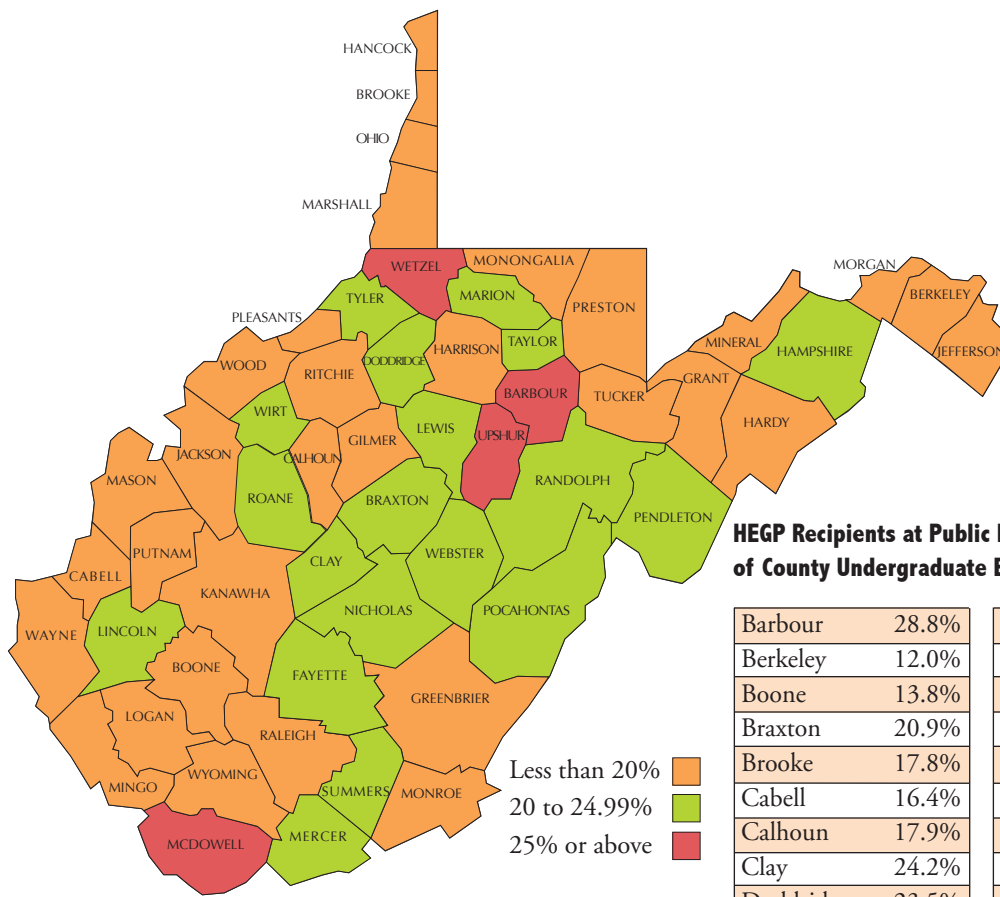 HANCOCK
BROOKE
OHIO
MARSHALL
WETZEL
MONONGALIA
MORGAN
TYLER
MARION
BERKELEY
PLEASANTS
PRESTON
WOOD
RITCHIE
DODDRIDGE
HARRISON
TAYLOR
MINERAL
HAMPSHIRE
JEFFERSON
GRANT
BARBOUR
TUCKER
HARDY
WIRT
LEWIS
UPSHUR
GILMER
CALHOUN
JACKSON
MASON
ROANE
BRAXTON
RANDOLPH
PENDLETON
PUTNAM
CABELL
CLAY
WEBSTER
KANAWHA
NICHOLAS
POCAHONTAS
WAYNE
LINCOLN
BOONE
FAYETTE
GREENBRIER
LOGAN
RALEIGH
MINGO
WYOMING
SUMMERS
MONROE
MCDOWELL
MERCER
Less than 20%
20 to 24.99%
25% or above
HEGP Recipients at Public
of County Undergraduate
Barbour 28.8%
Berkeley 12.0%
Boone 13.8%
Braxton 20.9%
Brooke 17.8%
Cabell 16.4%
Calhoun 17.9%
Clay 24.2%